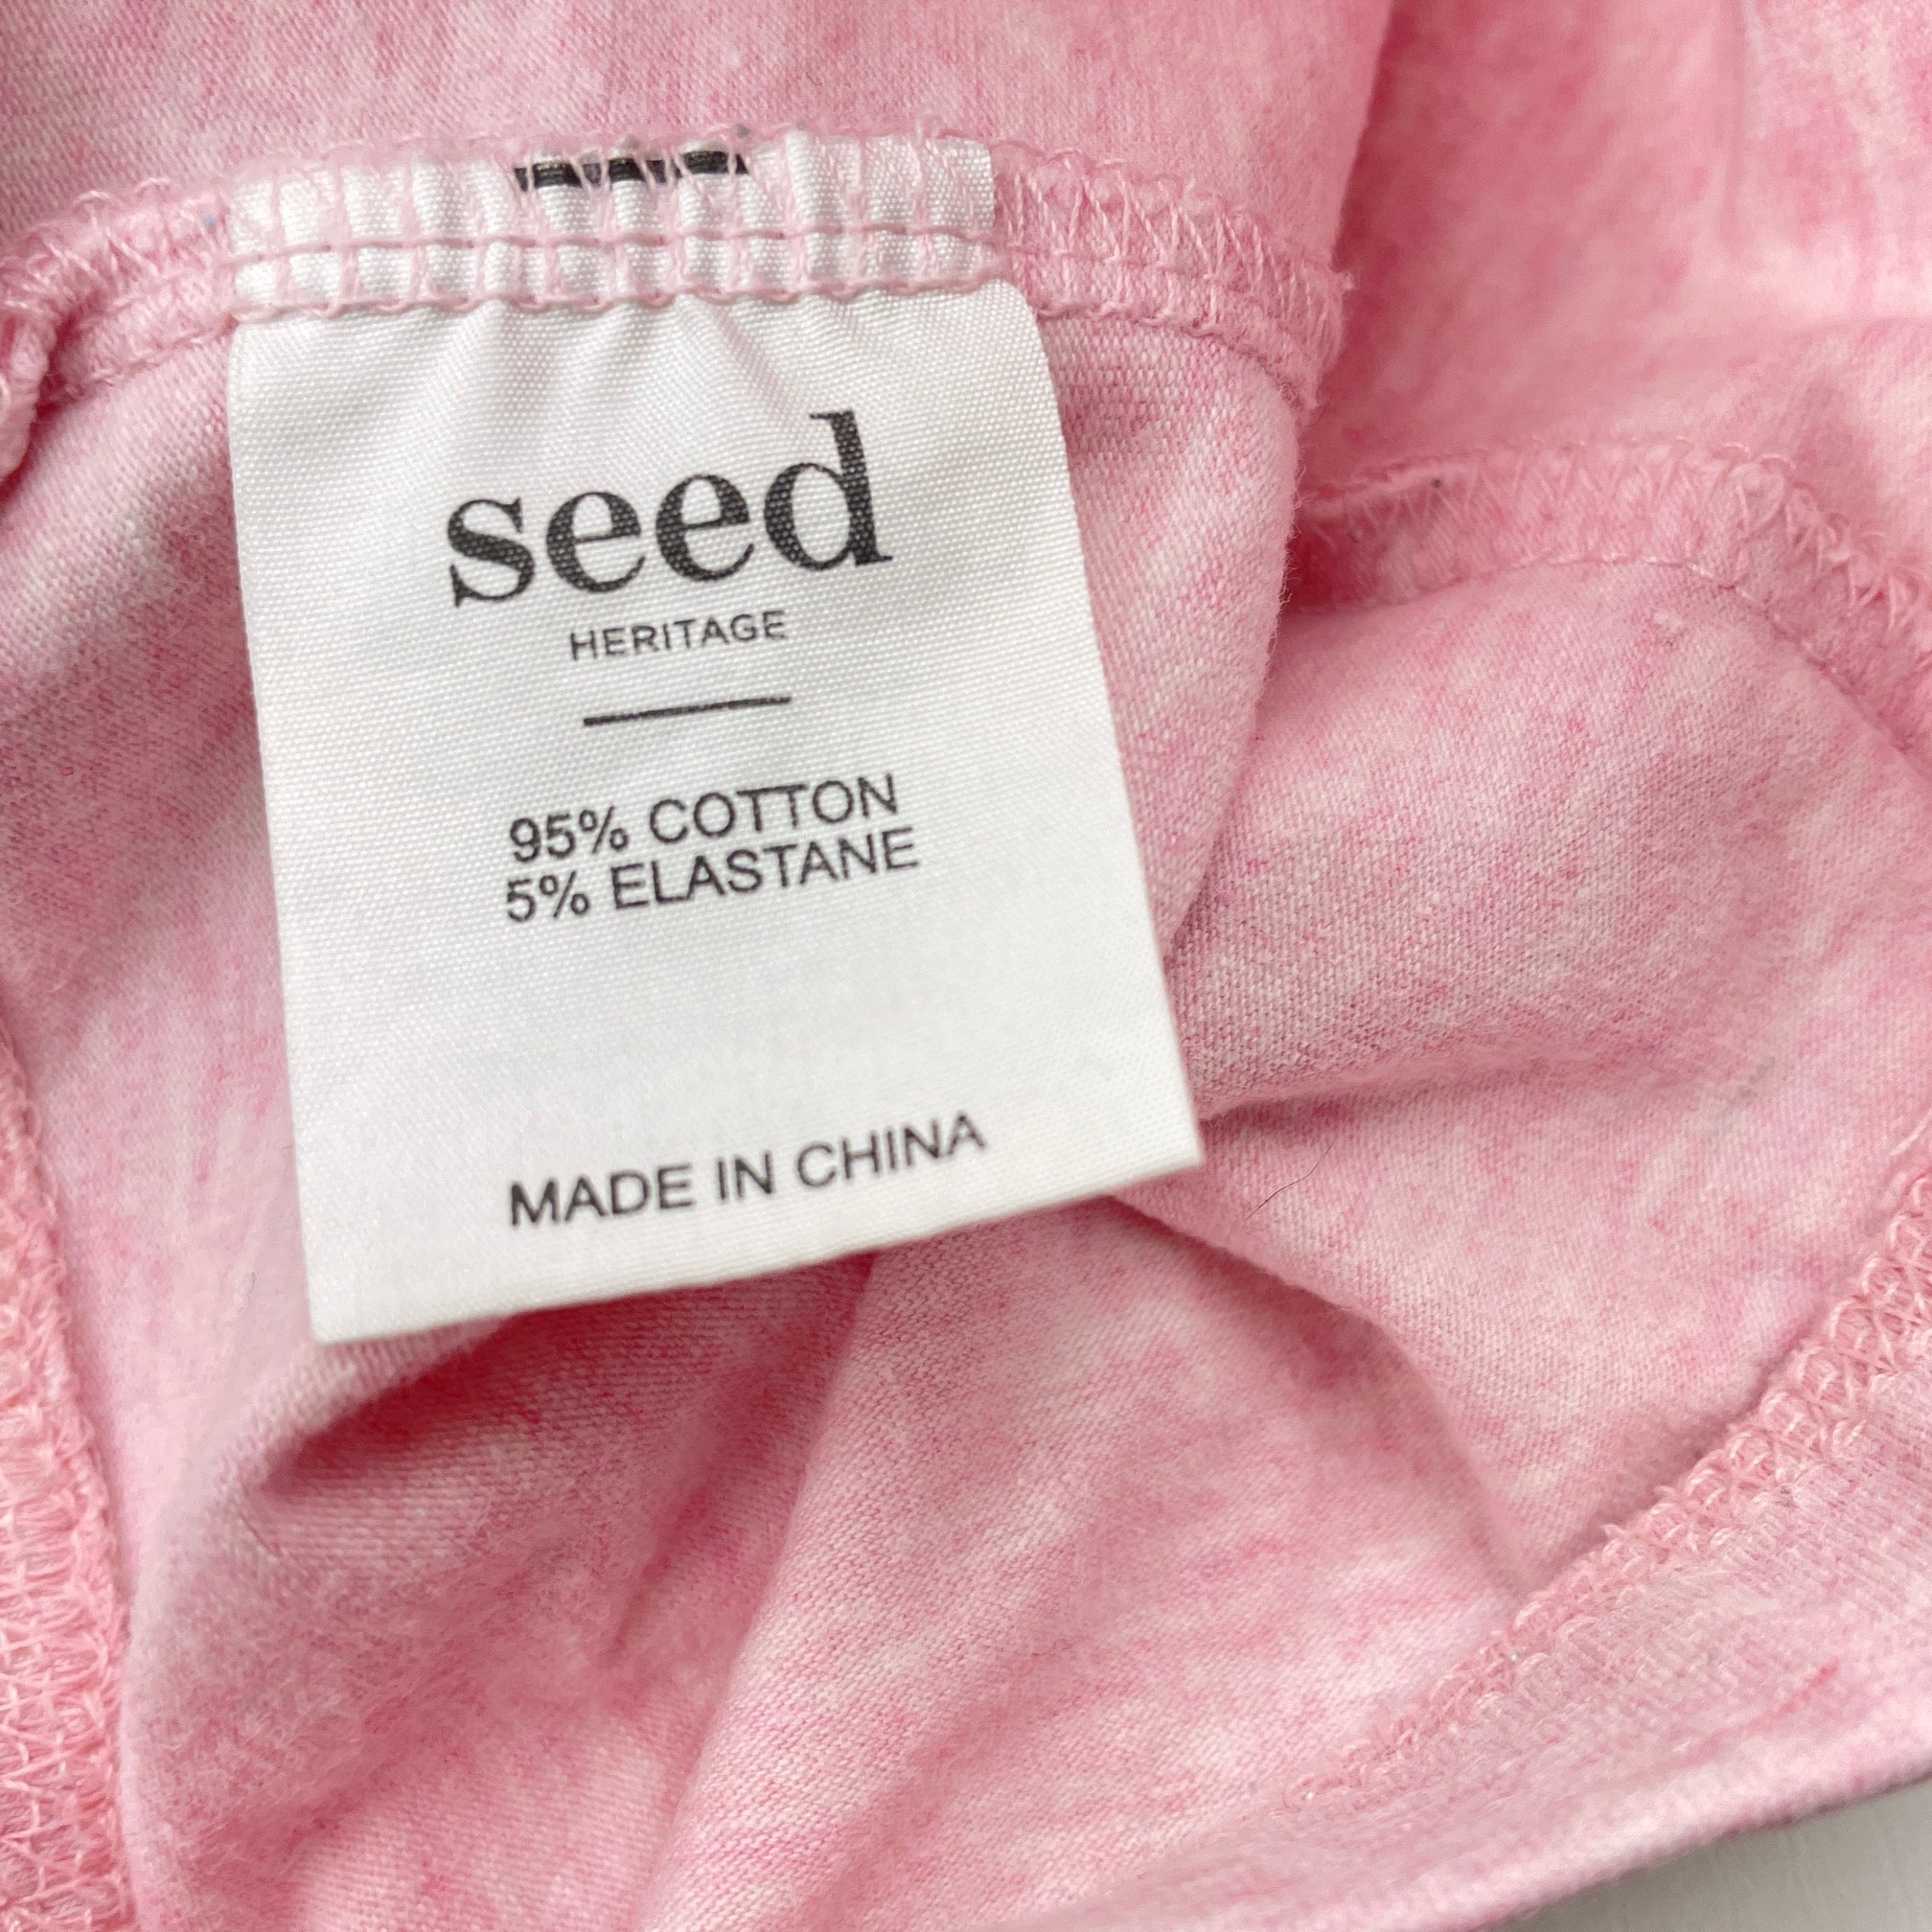 seed
HERITAGE
95% COTTON
5% ELASTANE
MADE IN CHINA